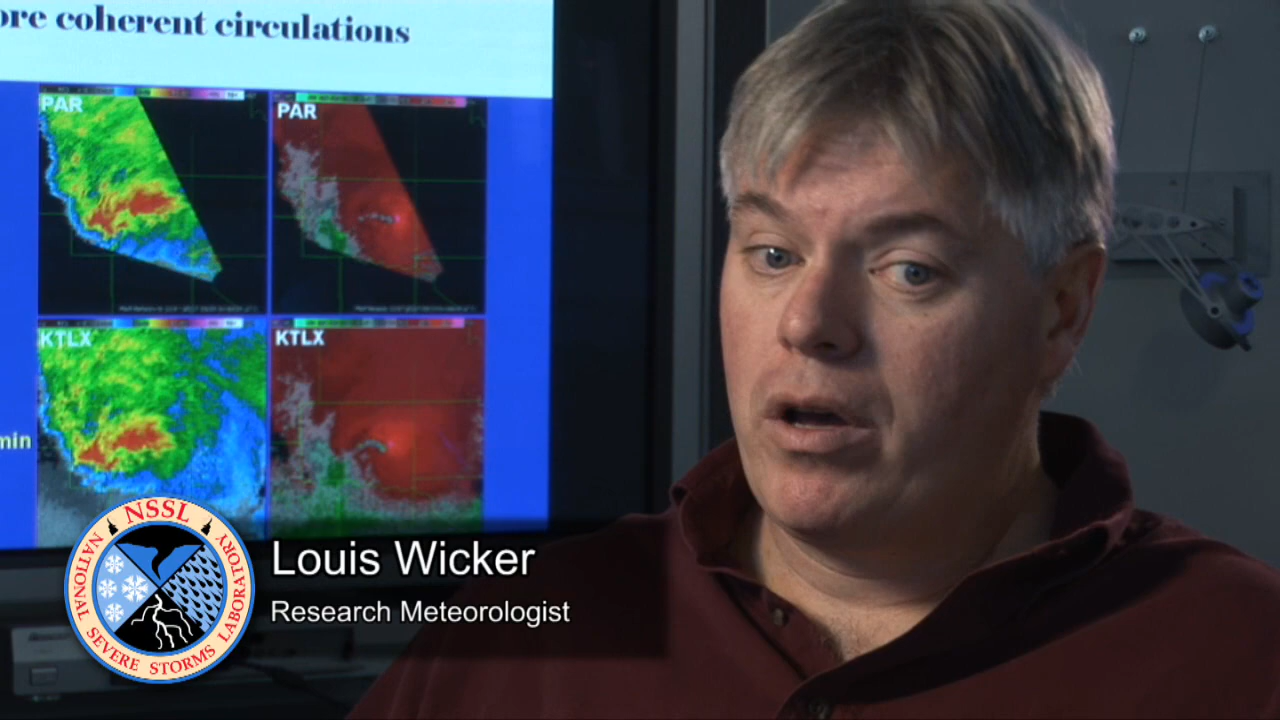 ore coherent circulations
PAR
PAR
KTLX
KTLX
min
NSSL
NATIONAL SEVERE STORMS LABORATORY
Louis Wicker
Research Meteorologist